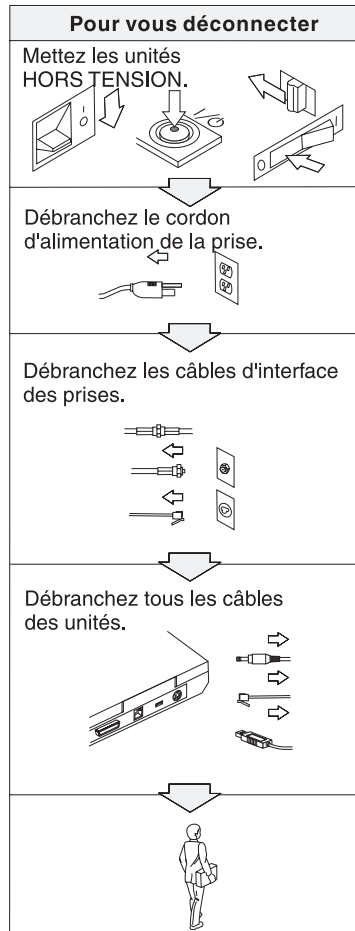 Pour vous déconnecter
Mettez les unités
HORS TENSION.
Débranchez le cordon
d'alimentation de la prise.
Débranchez les câbles d'interface
des prises.
Débranchez tous les câbles
des unités.